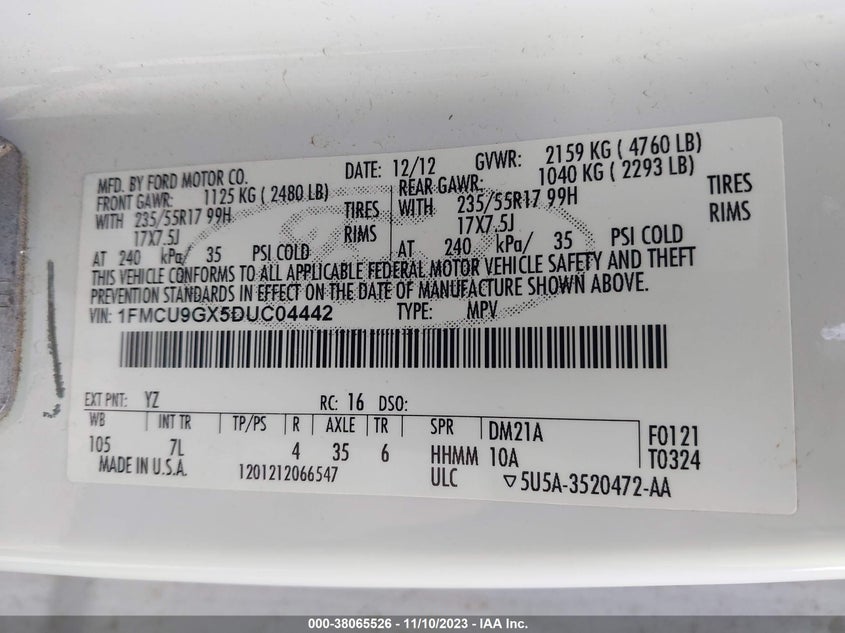 MFD. BY FORD MOTOR CO. DATE: 12/12 GVWR: 2159 KG ( 4760 LB)
FRONT GAWR: 1125 KG ( 2480 LB) REAR GAWR: 1040 KG ( 2293 LB)
WITH 235/55R17 99H TIRES WITH 235/55R17 99H TIRES
17X7.5J RIMS 17X7.5J RIMS
AT 240 kPa/ 35 PSI COLD AT 240 kPa/ 35 PSI COLD
THIS VEHICLE CONFORMS TO ALL APPLICABLE FEDERAL MOTOR VEHICLE SAFETY AND THEFT
PREVENTION STANDARDS IN EFFECT ON THE DATE OF MANUFACTURE SHOWN ABOVE.
VIN: 1FMCU9GX5DUC04442 TYPE: MPV
EXT PNT: YZ RC: 16 DSO:
WB INT TR TP/PS R AXLE TR SPR DM21A F0121
105 7L 4 35 6 HHMM 10A T0324
MADE IN U.S.A. 1201212066547 ULC ▽5U5A-3520472-AA
000-38065526 - 11/10/2023 - IAA Inc.